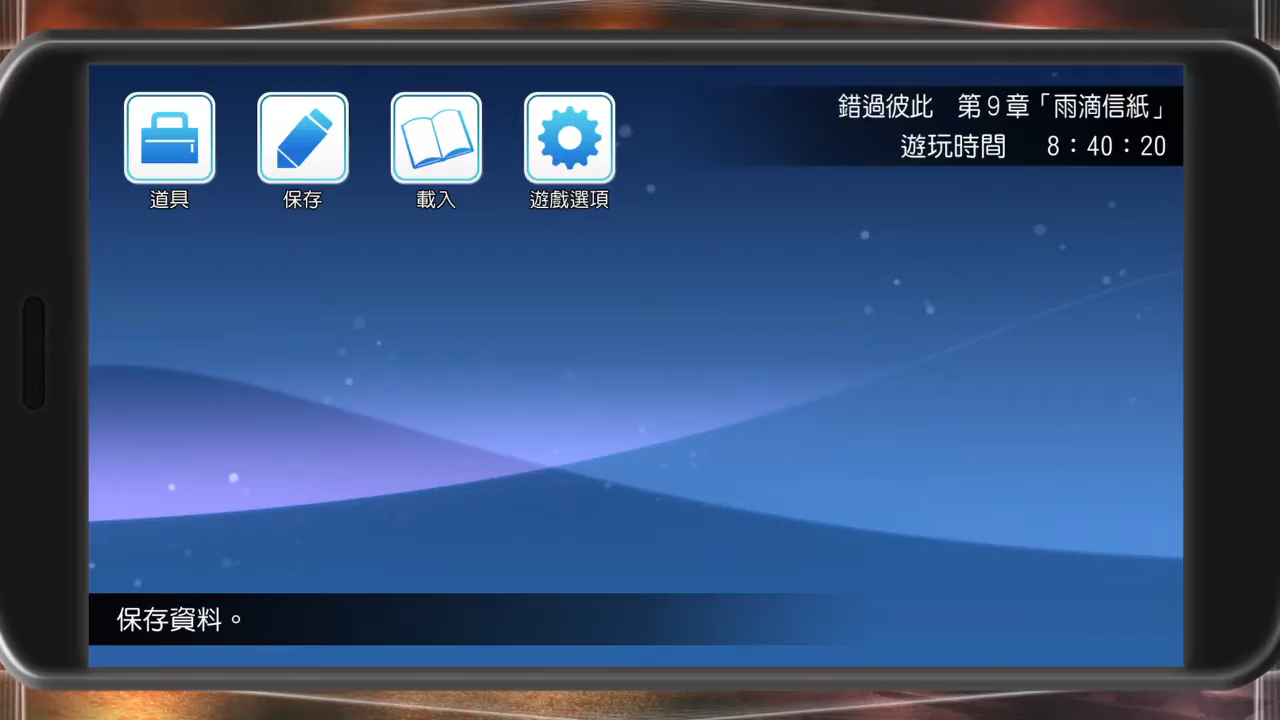 錯過彼此　第９章「雨滴信紙」
遊玩時間　8：40：20
道具
保存
載入
遊戲選項
保存資料。